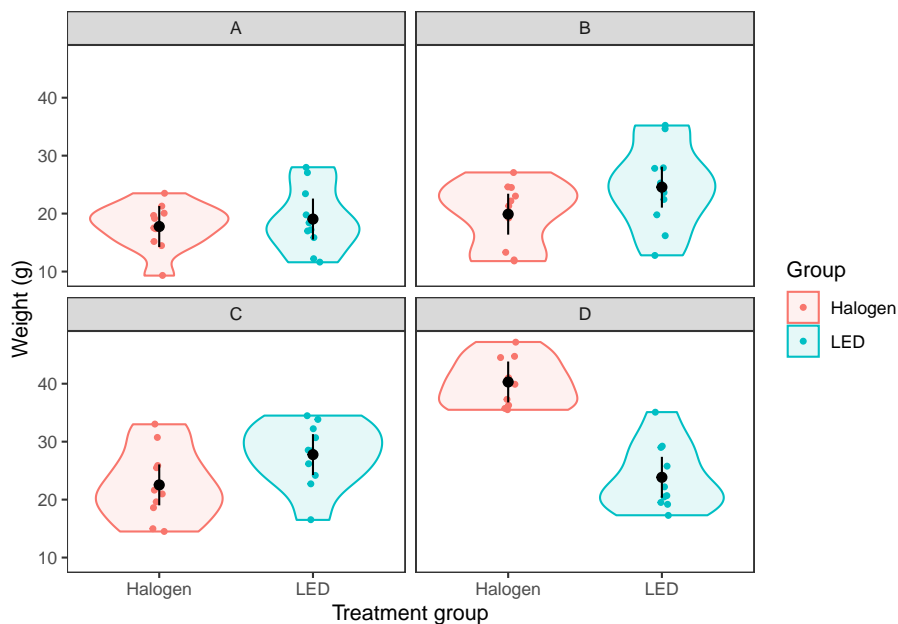 A
B
40
30
20
10
C
D
40
30
20
10
Weight (g)
Halogen
LED
Halogen
LED
Treatment group
Group
Halogen
LED